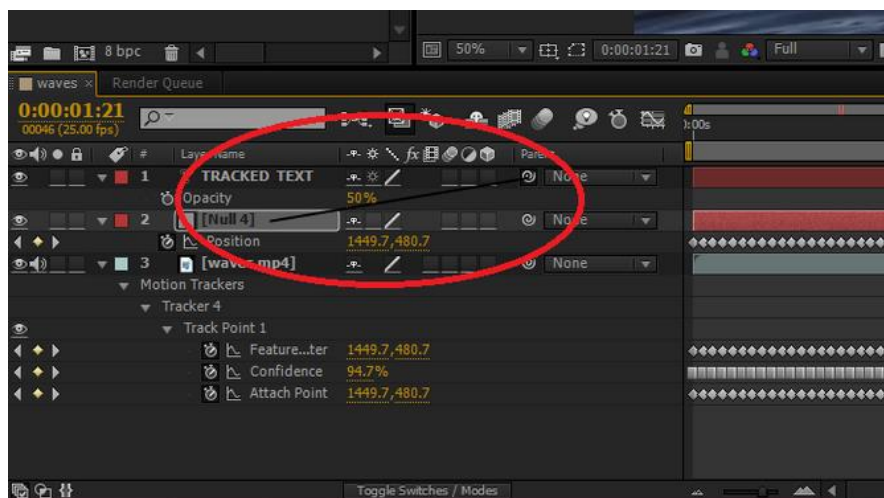 8 bpc
50% 0:00:01:21 Full
waves × Render Queue
0:00:01:21
00046 (25.00 fps)
):00s
# Layer Name fx Parent
1 T TRACKED TEXT None
Opacity 50%
2 [Null 4] None
Position 1449.7,480.7
3 [waves.mp4] None
Motion Trackers
Tracker 4
Track Point 1
Feature...ter 1449.7,480.7
Confidence 94.7%
Attach Point 1449.7,480.7
Toggle Switches / Modes